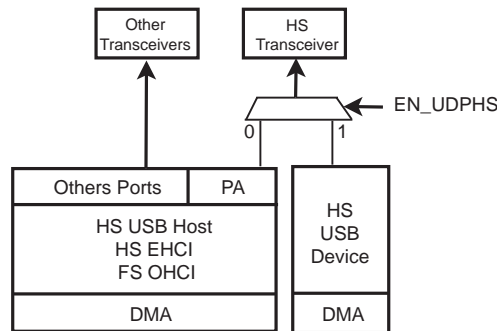 Other
Transceivers
HS
Transceiver
EN_UDPHS
0
1
Others Ports
PA
HS USB Host
HS EHCI
FS OHCI
DMA
HS
USB
Device
DMA